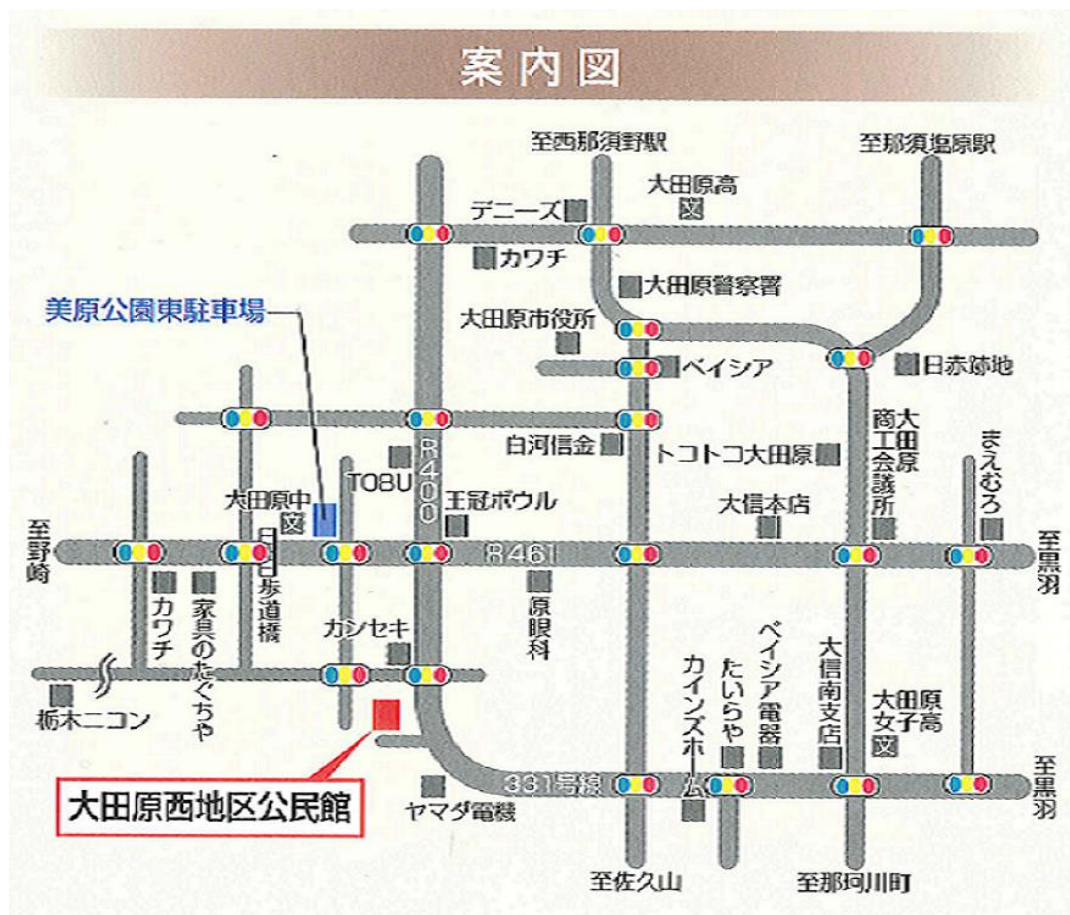 案内図
至西那須野駅
至那須塩原駅
大田原高
文
デニーズ
カワチ
大田原警察署
美原公園東駐車場
大田原市役所
ベイシア
日赤跡地
白河信金
トコトコ大田原
大田原
商工会議所
まえむろ
R400
TOBU
大田原中
文
王冠ボウル
大信本店
至野崎
R461
至黒羽
カワチ
家具のたぐちや
歩道橋
カンセキ
原眼科
栃木ニコン
カインズホーム
たいらや
ベイシア電器
大信南支店
大田原高
女子
文
大田原西地区公民館
ヤマダ電機
331号線
至黒羽
至佐久山
至那珂川町